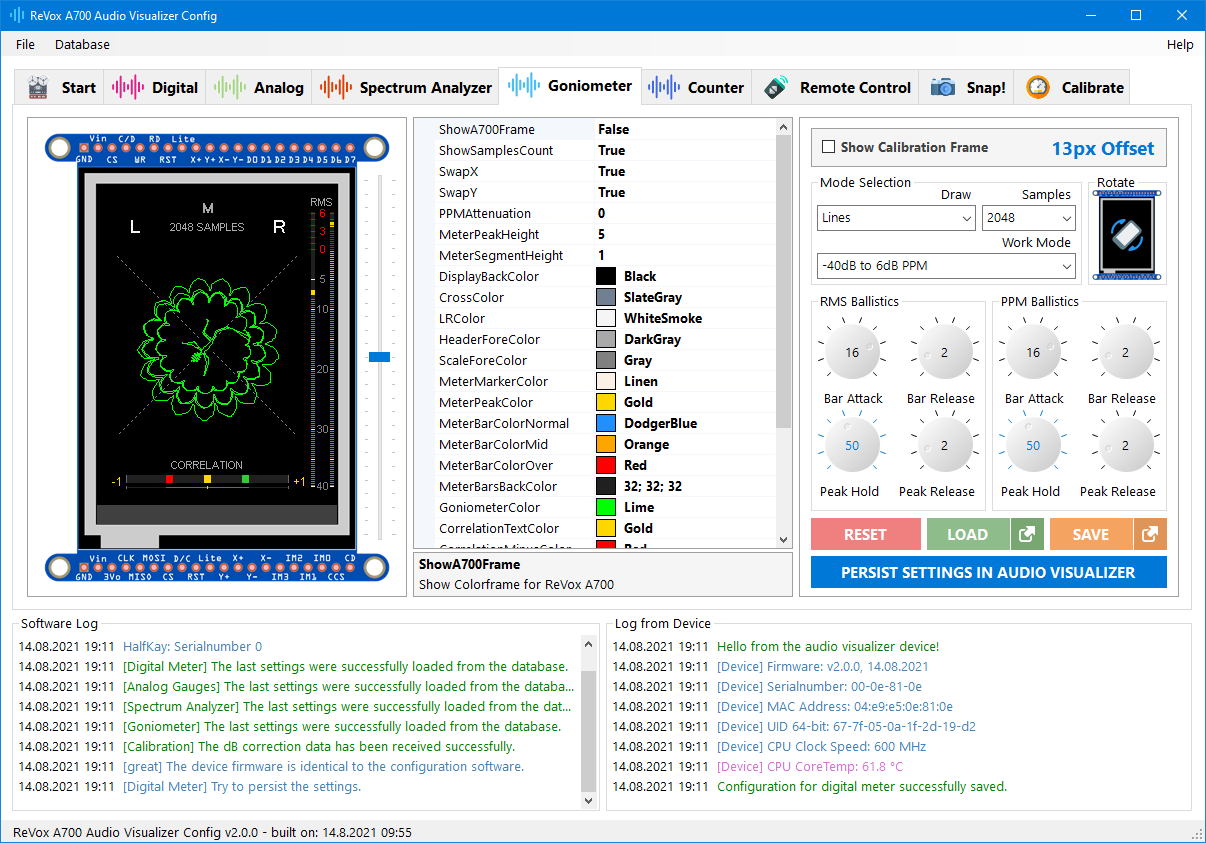 ReVox A700 Audio Visualizer Config
File Database Help
Start Digital Analog Spectrum Analyzer Goniometer Counter Remote Control Snap! Calibrate
Vin C/D RD Lite
GND CS WR RST X+ Y+ X- Y- D0 D1 D2 D3 D4 D5 D6 D7
RMS
M
L 2048 SAMPLES R
6
3
0
5
10
20
30
40
CORRELATION
-1 +1
Vin CLK MOSI D/C Lite X+ X- IM2 IM0 CD
GND 3Vo MISO CS RST Y+ Y- IM3 IM1 CCS
ShowA700Frame False
ShowSamplesCount True
SwapX True
SwapY True
PPMAttenuation 0
MeterPeakHeight 5
MeterSegmentHeight 1
DisplayBackColor Black
CrossColor SlateGray
LRColor WhiteSmoke
HeaderForeColor DarkGray
ScaleForeColor Gray
MeterMarkerColor Linen
MeterPeakColor Gold
MeterBarColorNormal DodgerBlue
MeterBarColorMid Orange
MeterBarColorOver Red
MeterBarsBackColor 32; 32; 32
GoniometerColor Lime
CorrelationTextColor Gold
CorrelationMinusColor Red
ShowA700Frame
Show Colorframe for ReVox A700
Show Calibration Frame 13px Offset
Mode Selection
Draw Samples
Lines 2048
Work Mode
-40dB to 6dB PPM
Rotate
RMS Ballistics PPM Ballistics
16 2 16 2
Bar Attack Bar Release Bar Attack Bar Release
50 2 50 2
Peak Hold Peak Release Peak Hold Peak Release
RESET LOAD SAVE
PERSIST SETTINGS IN AUDIO VISUALIZER
Software Log
14.08.2021 19:11 HalfKay: Serialnumber 0
14.08.2021 19:11 [Digital Meter] The last settings were successfully loaded from the database.
14.08.2021 19:11 [Analog Gauges] The last settings were successfully loaded from the databa...
14.08.2021 19:11 [Spectrum Analyzer] The last settings were successfully loaded from the dat...
14.08.2021 19:11 [Goniometer] The last settings were successfully loaded from the database.
14.08.2021 19:11 [Calibration] The dB correction data has been received successfully.
14.08.2021 19:11 [great] The device firmware is identical to the configuration software.
14.08.2021 19:11 [Digital Meter] Try to persist the settings.
Log from Device
14.08.2021 19:11 Hello from the audio visualizer device!
14.08.2021 19:11 [Device] Firmware: v2.0.0, 14.08.2021
14.08.2021 19:11 [Device] Serialnumber: 00-0e-81-0e
14.08.2021 19:11 [Device] MAC Address: 04:e9:e5:0e:81:0e
14.08.2021 19:11 [Device] UID 64-bit: 67-7f-05-0a-1f-2d-19-d2
14.08.2021 19:11 [Device] CPU Clock Speed: 600 MHz
14.08.2021 19:11 [Device] CPU CoreTemp: 61.8 °C
14.08.2021 19:11 Configuration for digital meter successfully saved.
ReVox A700 Audio Visualizer Config v2.0.0 - built on: 14.8.2021 09:55